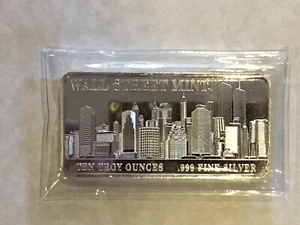 WALL STREET MINT
TEN TROY OUNCES .999 FINE SILVER